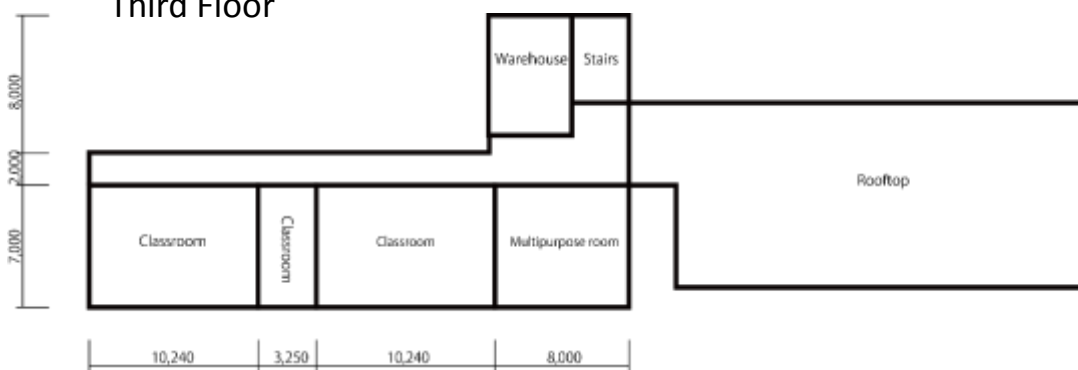 Third Floor
Warehouse
Stairs
8,000
2,000
Rooftop
7,000
Classroom
Classroom
Classroom
Multipurpose room
10,240
3,250
10,240
8,000